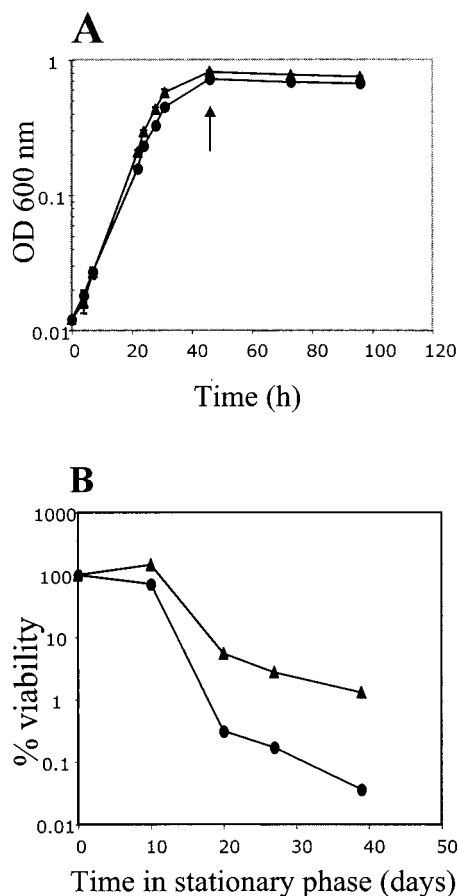 A
1
0.1
0.01
OD 600 nm
0 20 40 60 80 100 120
Time (h)
B
1000
100
10
1
0.1
0.01
% viability
0 10 20 30 40 50
Time in stationary phase (days)